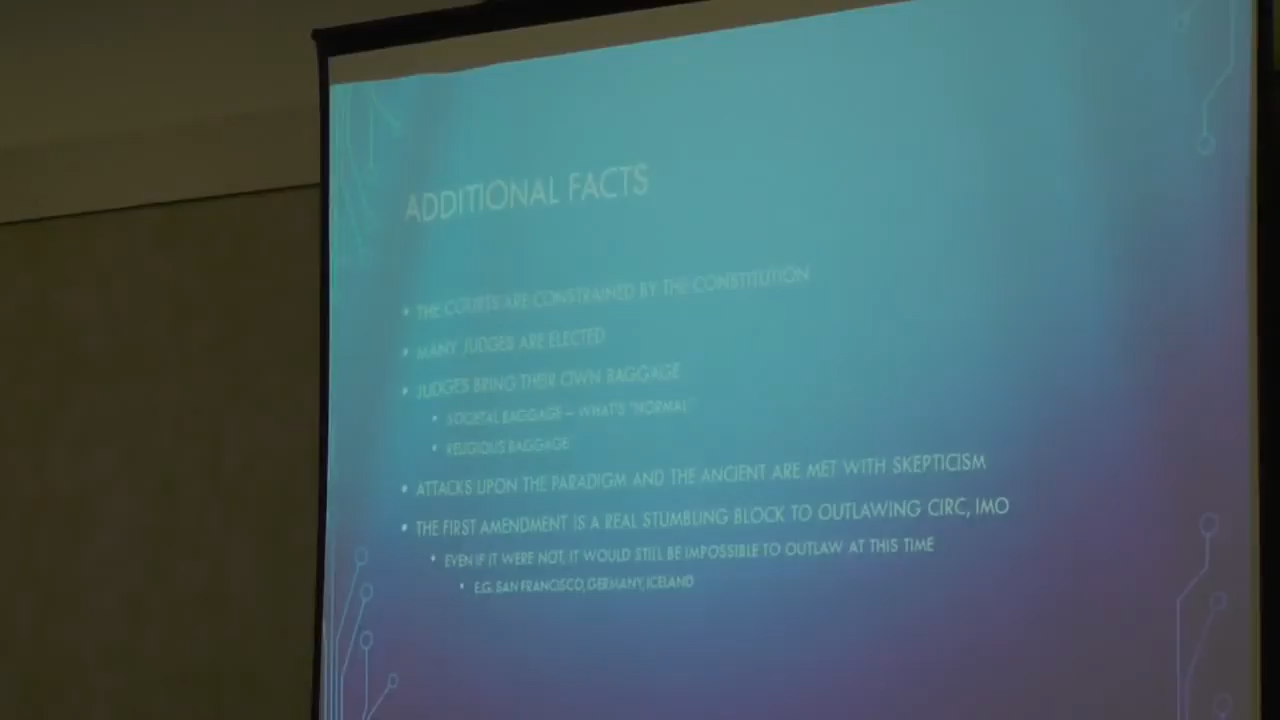 ADDITIONAL FACTS
• THE COURTS ARE CONSTRAINED BY THE CONSTITUTION
• MANY JUDGES ARE ELECTED
• JUDGES BRING THEIR OWN BAGGAGE
• SOCIETAL BAGGAGE – WHAT'S "NORMAL"
• RELIGIOUS BAGGAGE
• ATTACKS UPON THE PARADIGM AND THE ANCIENT ARE MET WITH SKEPTICISM
• THE FIRST AMENDMENT IS A REAL STUMBLING BLOCK TO OUTLAWING CIRC, IMO
• EVEN IF IT WERE NOT, IT WOULD STILL BE IMPOSSIBLE TO OUTLAW AT THIS TIME
• E.G. SAN FRANCISCO, GERMANY, ICELAND